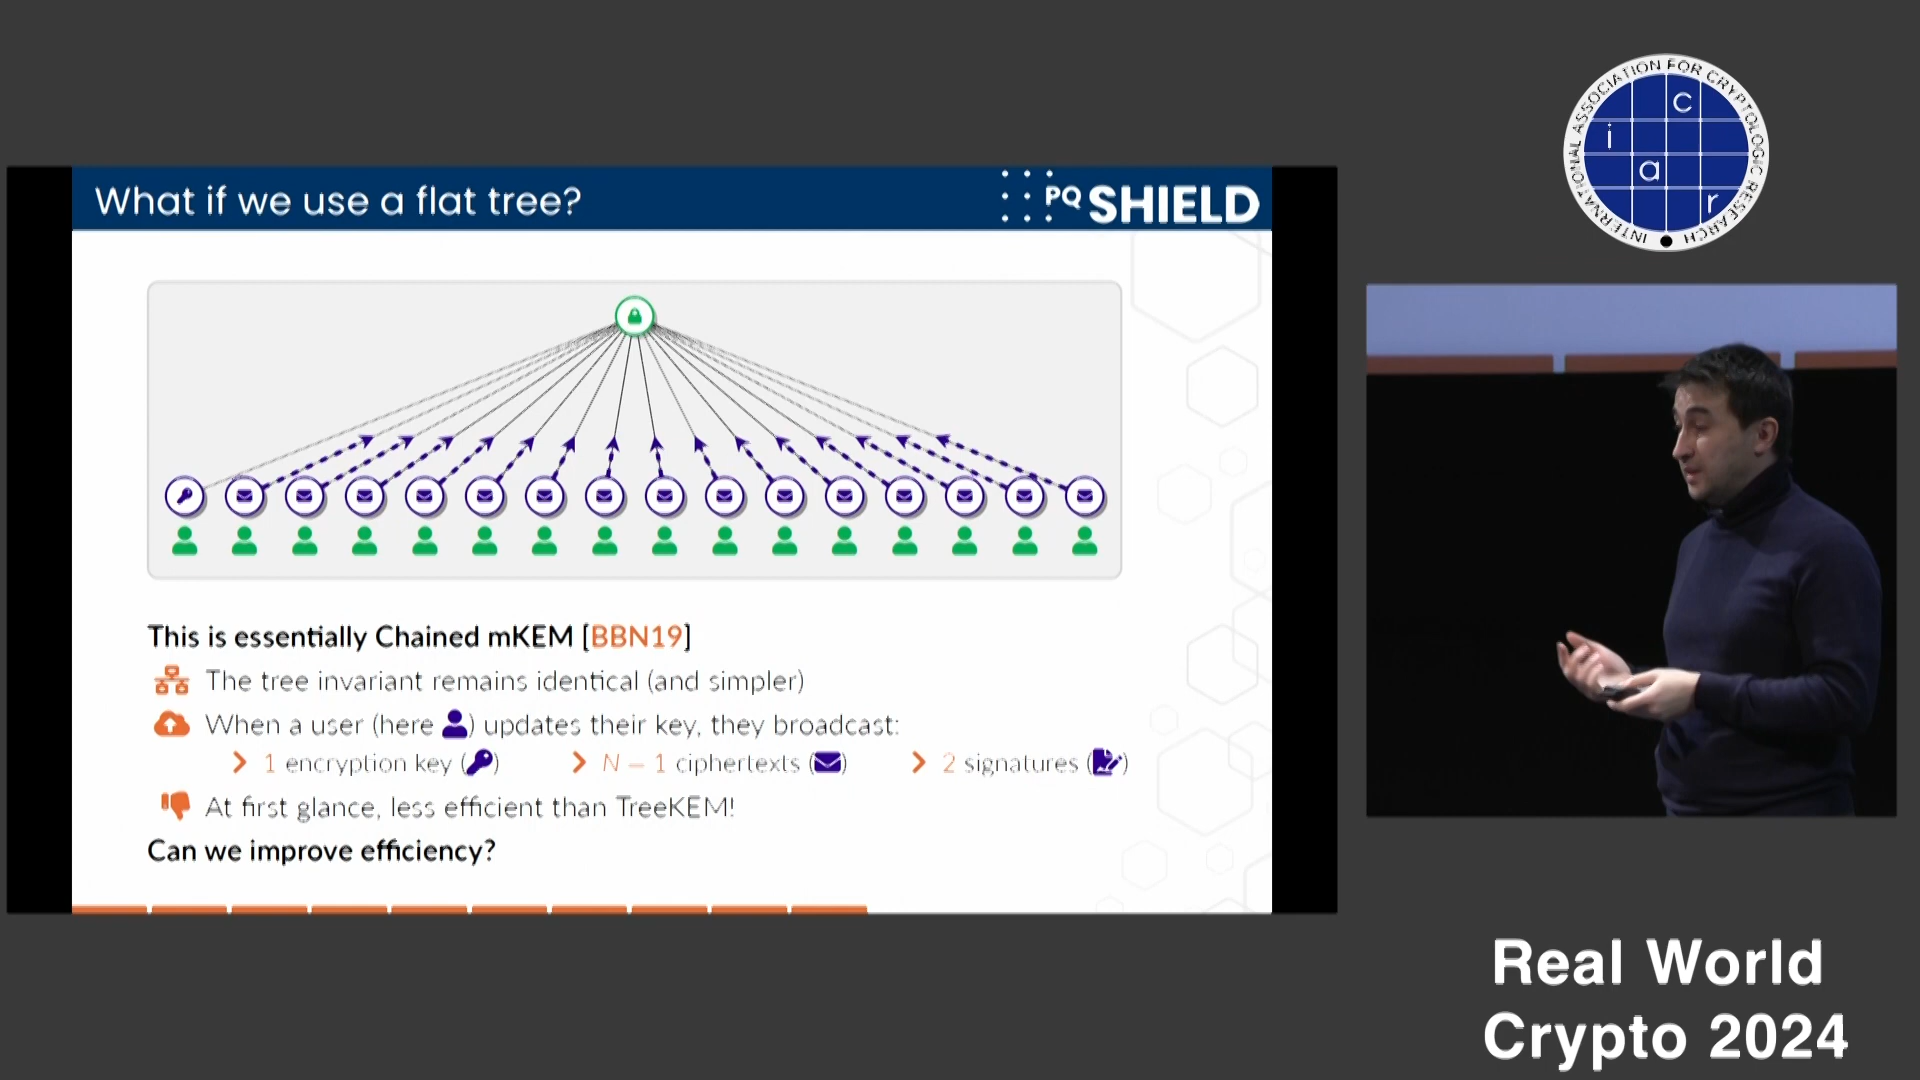 What if we use a flat tree?
PQ SHIELD
This is essentially Chained mKEM [BBN19]
The tree invariant remains identical (and simpler)
When a user (here ) updates their key, they broadcast:
1 encryption key ( )
N − 1 ciphertexts ( )
2 signatures ( )
At first glance, less efficient than TreeKEM!
Can we improve efficiency?
INTERNATIONAL ASSOCIATION FOR CRYPTOLOGIC RESEARCH
c
i
a
r
Real World
Crypto 2024